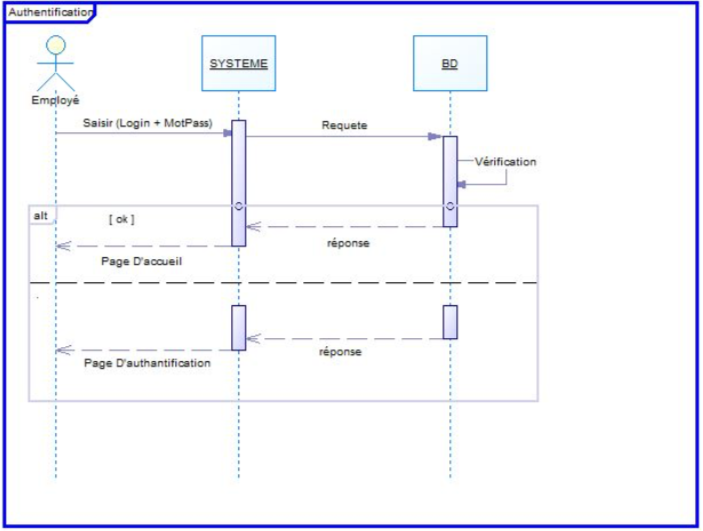 Authentification
SYSTEME
BD
Employé
Saisir (Login + MotPass)
Requete
Vérification
alt
[ ok ]
réponse
Page D'accueil
réponse
Page D'authantification